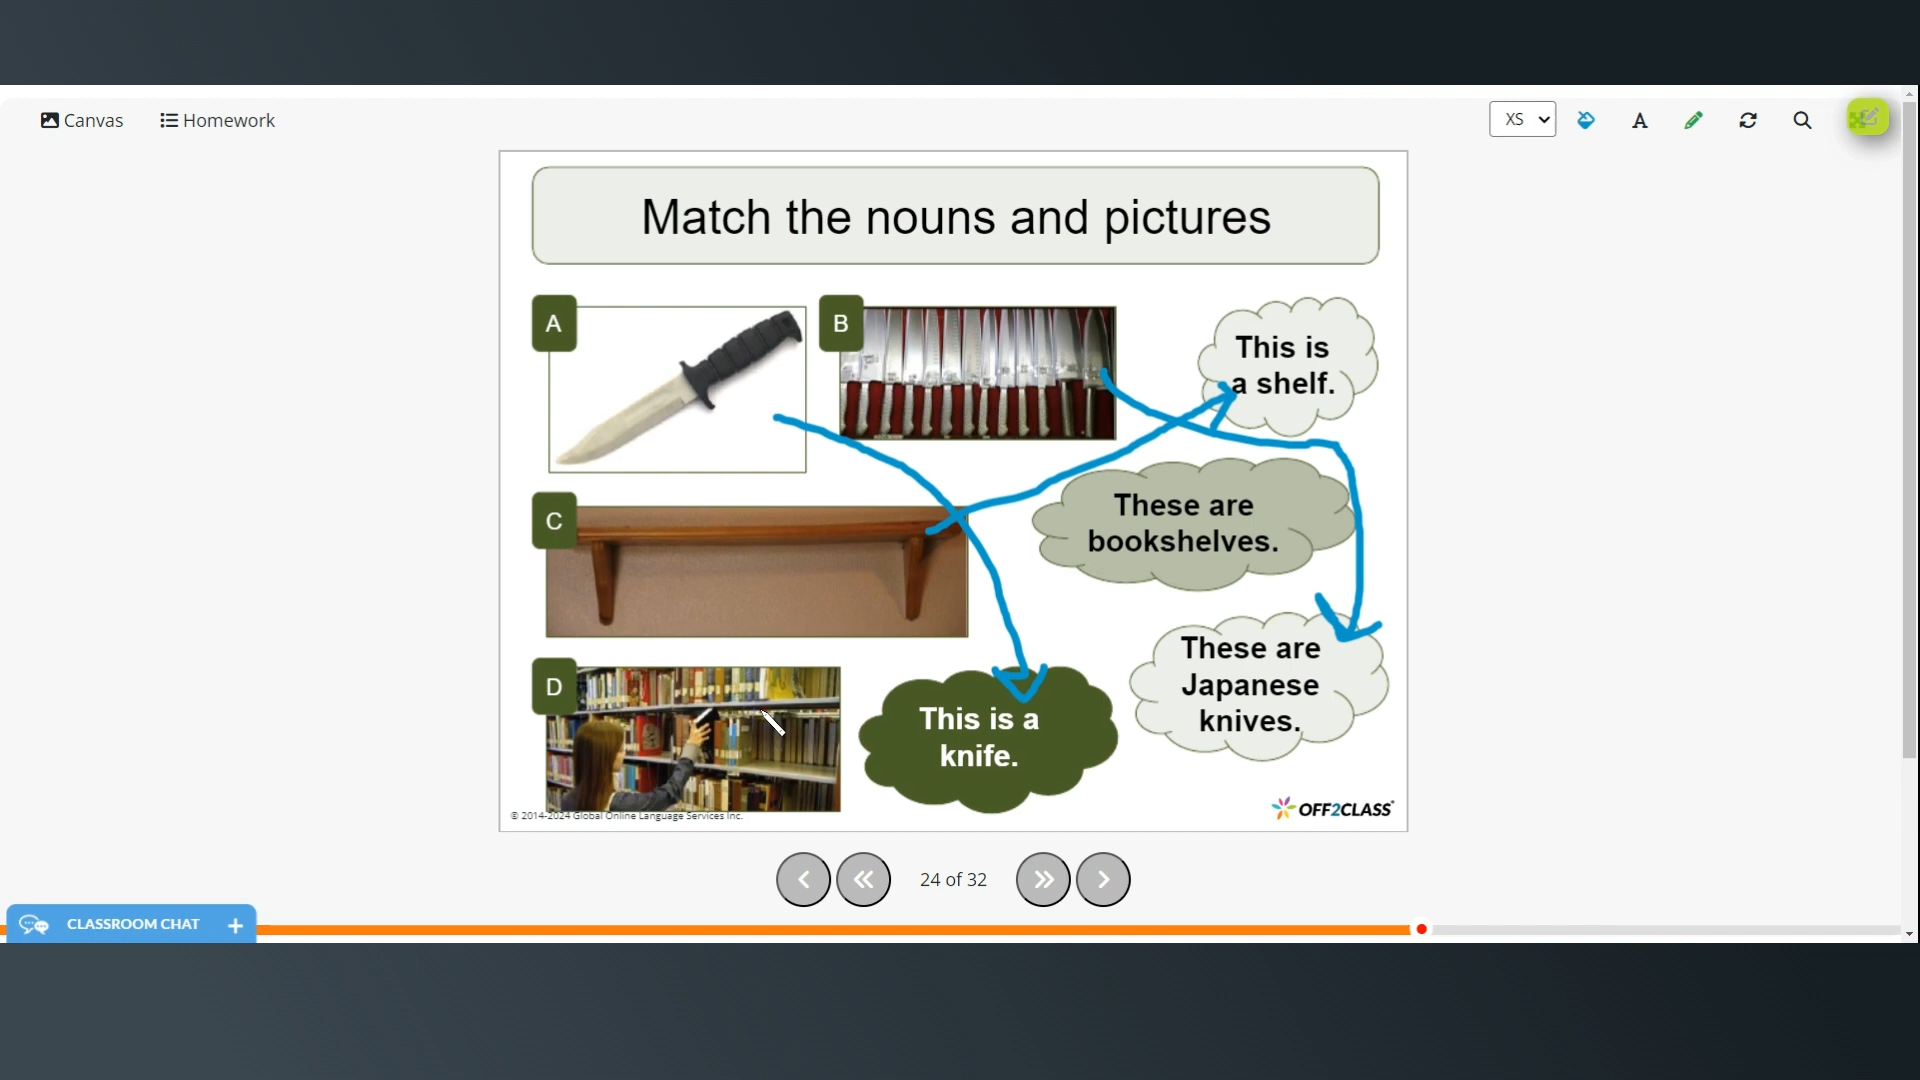 Canvas
Homework
XS
A
Match the nouns and pictures
A
B
This is
a shelf.
These are
bookshelves.
C
These are
Japanese
knives.
D
This is a
knife.
© 2014-2024 Global Online Language Services Inc.
OFF2CLASS
24 of 32
CLASSROOM CHAT +